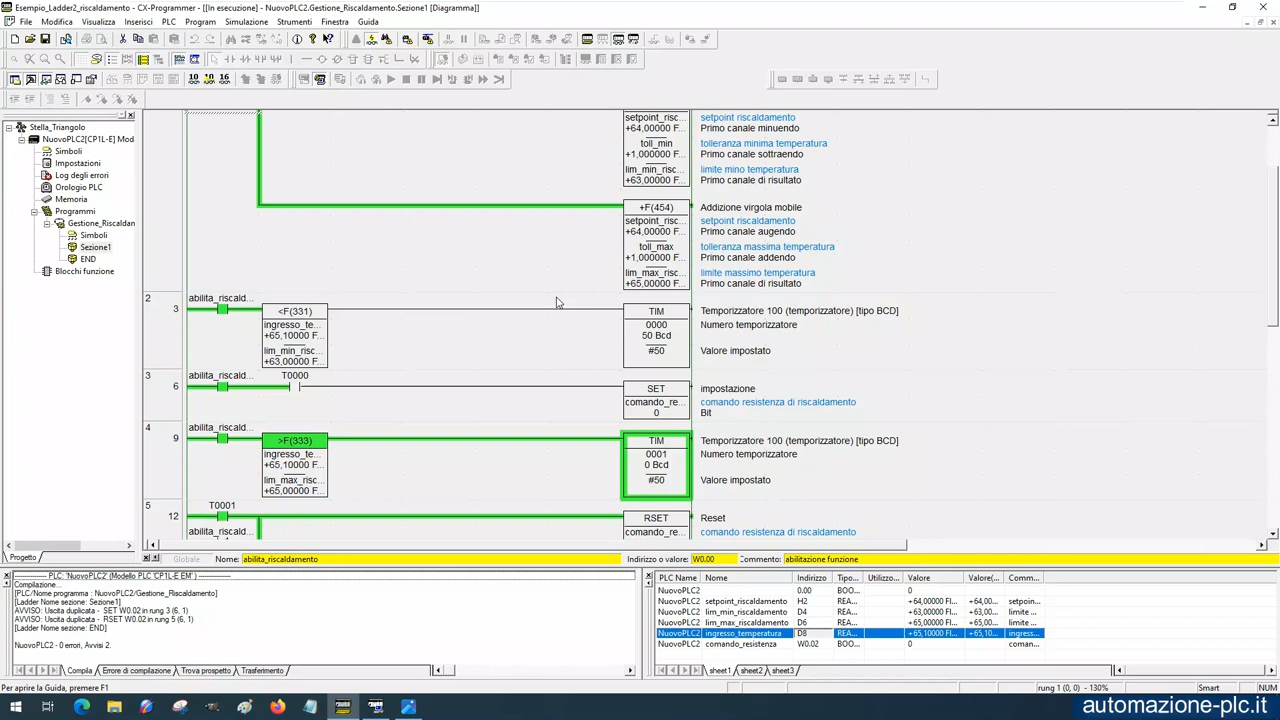 Esempio_Ladder2_riscaldamento - CX-Programmer - [[In esecuzione] - NuovoPLC2.Gestione_Riscaldamento.Sezione1 [Diagramma]]
File Modifica Visualizza Inserisci PLC Program Simulazione Strumenti Finestra Guida
10 10 16
Stella_Triangolo
NuovoPLC2[CP1L-E] Mod
Simboli
Impostazioni
Log degli errori
Orologio PLC
Memoria
Programmi
Gestione_Riscaldan
Simboli
Sezione1
END
Blocchi funzione
Progetto
setpoint_risc... setpoint riscaldamento
+64,00000 F... Primo canale minuendo
toll_min tolleranza minima temperatura
+1,000000 F... Primo canale sottraendo
lim_min_risc... limite mino temperatura
+63,00000 F... Primo canale di risultato
+F(454) Addizione virgola mobile
setpoint_risc... setpoint riscaldamento
+64,00000 F... Primo canale augendo
toll_max tolleranza massima temperatura
+1,000000 F... Primo canale addendo
lim_max_risc... limite massimo temperatura
+65,00000 F... Primo canale di risultato
2 abilita_riscald...
3 <F(331) TIM Temporizzatore 100 (temporizzatore) [tipo BCD]
ingresso_te... 0000 Numero temporizzatore
+65,10000 F... 50 Bcd
lim_min_risc... #50 Valore impostato
+63,00000 F...
3 abilita_riscald... T0000
6 SET impostazione
comando_re... comando resistenza di riscaldamento
0 Bit
4 abilita_riscald...
9 >F(333) TIM Temporizzatore 100 (temporizzatore) [tipo BCD]
ingresso_te... 0001 Numero temporizzatore
+65,10000 F... 0 Bcd
lim_max_risc... #50 Valore impostato
+65,00000 F...
5 T0001
12 RSET Reset
abilita_riscald... comando_re... comando resistenza di riscaldamento
Globale Nome: abilita_riscaldamento Indirizzo o valore: W0.00 Commento: abilitazione funzione
----------- PLC: 'NuovoPLC2' (Modello PLC 'CP1L-E EM') -----------
Compilazione...
[PLC/Nome programma : NuovoPLC2/Gestione_Riscaldamento]
[Ladder Nome sezione: Sezione1]
AVVISO: Uscita duplicata - SET W0.02 in rung 3 (6, 1)
AVVISO: Uscita duplicata - RSET W0.02 in rung 5 (6, 1)
[Ladder Nome sezione: END]
NuovoPLC2 - 0 errori, Avvisi 2.
Compila Errore di compilazione Trova prospetto Trasferimento
PLC Name Nome Indirizzo Tipo... Utilizzo... Valore Valore(... Comm...
NuovoPLC2 0.00 BOO... 0
NuovoPLC2 setpoint_riscaldamento H2 REA... +64,00000 Fl... +64,00... setpoin...
NuovoPLC2 lim_min_riscaldamento D4 REA... +63,00000 Fl... +63,00... limite ...
NuovoPLC2 lim_max_riscaldamento D6 REA... +65,00000 Fl... +65,00... limite ...
NuovoPLC2 ingresso_temperatura D8 REA... +65,10000 Fl... +65,10... ingress...
NuovoPLC2 comando_resistenza W0.02 BOO... 0 coman...
sheet1 sheet2 sheet3
Per aprire la Guida, premere F1 rung 1 (0, 0) - 130% Smart NUM
automazione-plc.it